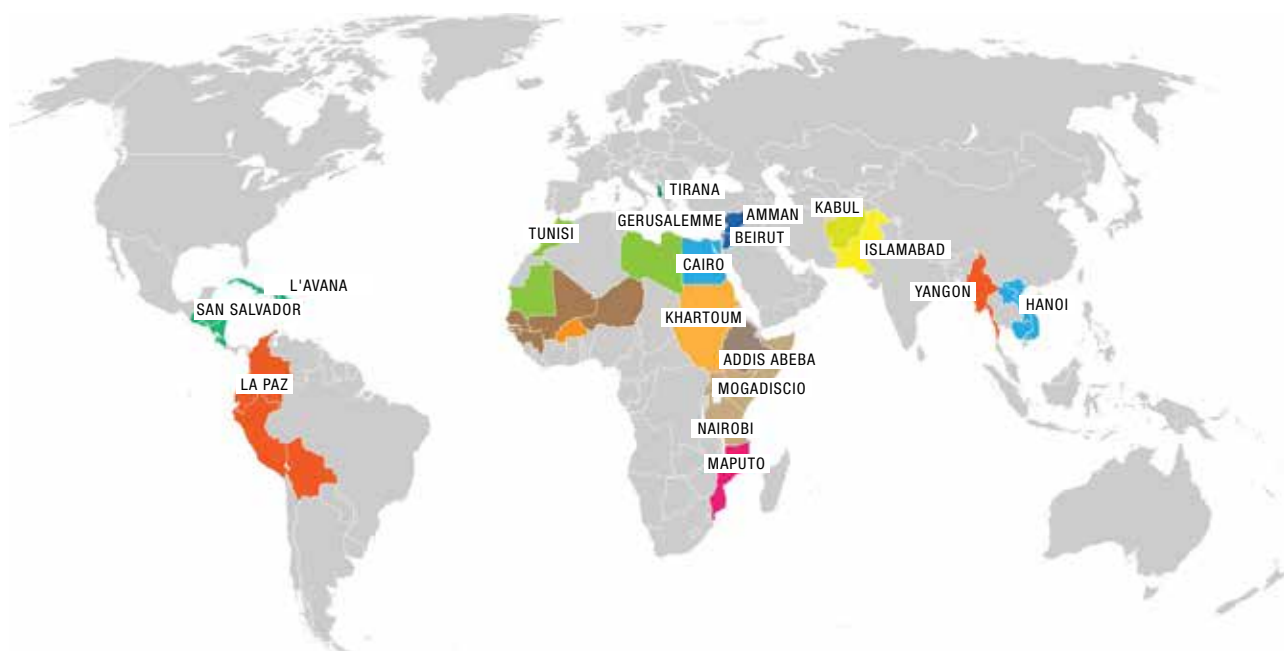 TIRANA
GERUSALEMME
AMMAN
KABUL
TUNISI
BEIRUT
ISLAMABAD
CAIRO
L'AVANA
YANGON
HANOI
SAN SALVADOR
KHARTOUM
ADDIS ABEBA
LA PAZ
MOGADISCIO
NAIROBI
MAPUTO